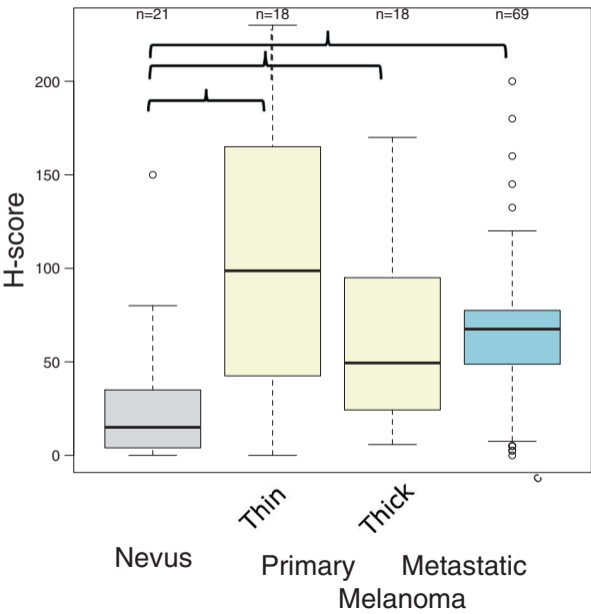 n=21 n=18 n=18 n=69
H-score
200
150
100
50
0
c
Thin Thick
Nevus Primary Metastatic
Melanoma